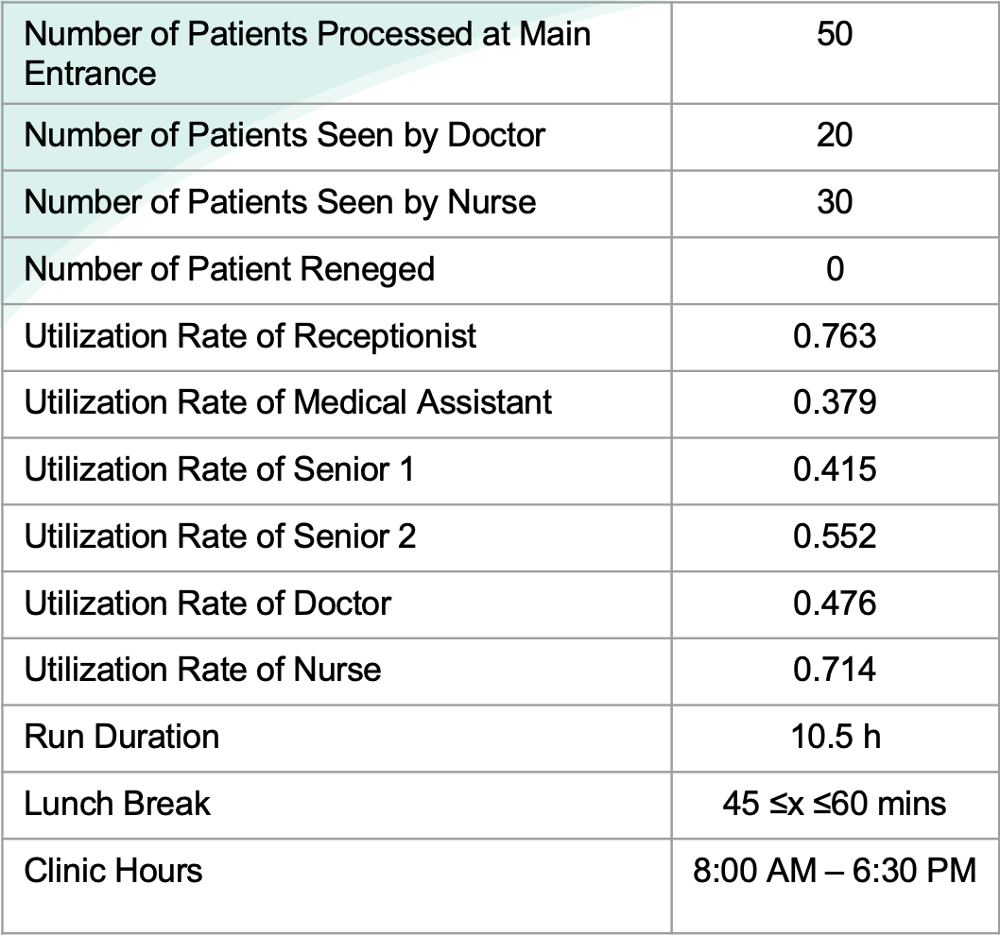 Number of Patients Processed at Main
Entrance
50
Number of Patients Seen by Doctor
20
Number of Patients Seen by Nurse
30
Number of Patient Reneged
0
Utilization Rate of Receptionist
0.763
Utilization Rate of Medical Assistant
0.379
Utilization Rate of Senior 1
0.415
Utilization Rate of Senior 2
0.552
Utilization Rate of Doctor
0.476
Utilization Rate of Nurse
0.714
Run Duration
10.5 h
Lunch Break
45 ≤x ≤60 mins
Clinic Hours
8:00 AM – 6:30 PM